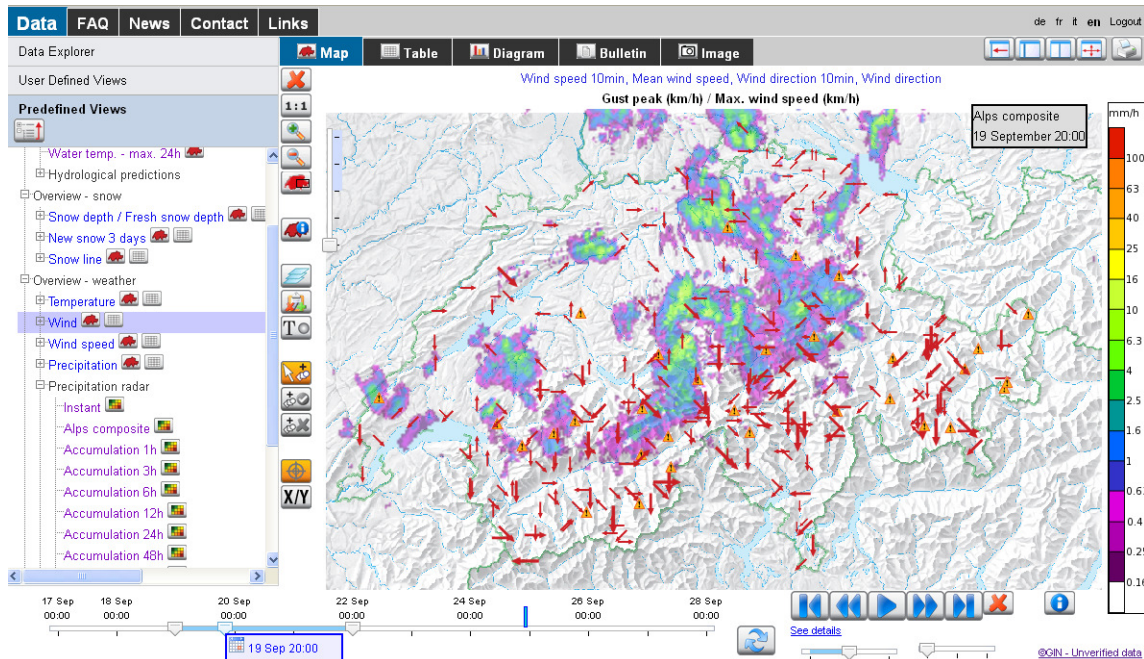 Data FAQ News Contact Links
de fr it en Logout
Data Explorer
User Defined Views
Predefined Views
Water temp. - max. 24h
Hydrological predictions
Overview - snow
Snow depth / Fresh snow depth
New snow 3 days
Snow line
Overview - weather
Temperature
Wind
Wind speed
Precipitation
Precipitation radar
Instant
Alps composite
Accumulation 1h
Accumulation 3h
Accumulation 6h
Accumulation 12h
Accumulation 24h
Accumulation 48h
Map Table Diagram Bulletin Image
1:1
T
X/Y
Wind speed 10min, Mean wind speed, Wind direction 10min, Wind direction
Gust peak (km/h) / Max. wind speed (km/h)
Alps composite
19 September 20:00
mm/h
100
63
40
25
16
10
6.3
4
2.5
1.6
1
0.63
0.4
0.25
0.16
17 Sep 18 Sep 20 Sep 22 Sep 24 Sep 26 Sep 28 Sep
00:00 00:00 00:00 00:00 00:00 00:00 00:00
19 Sep 20:00
See details
©GIN - Unverified data